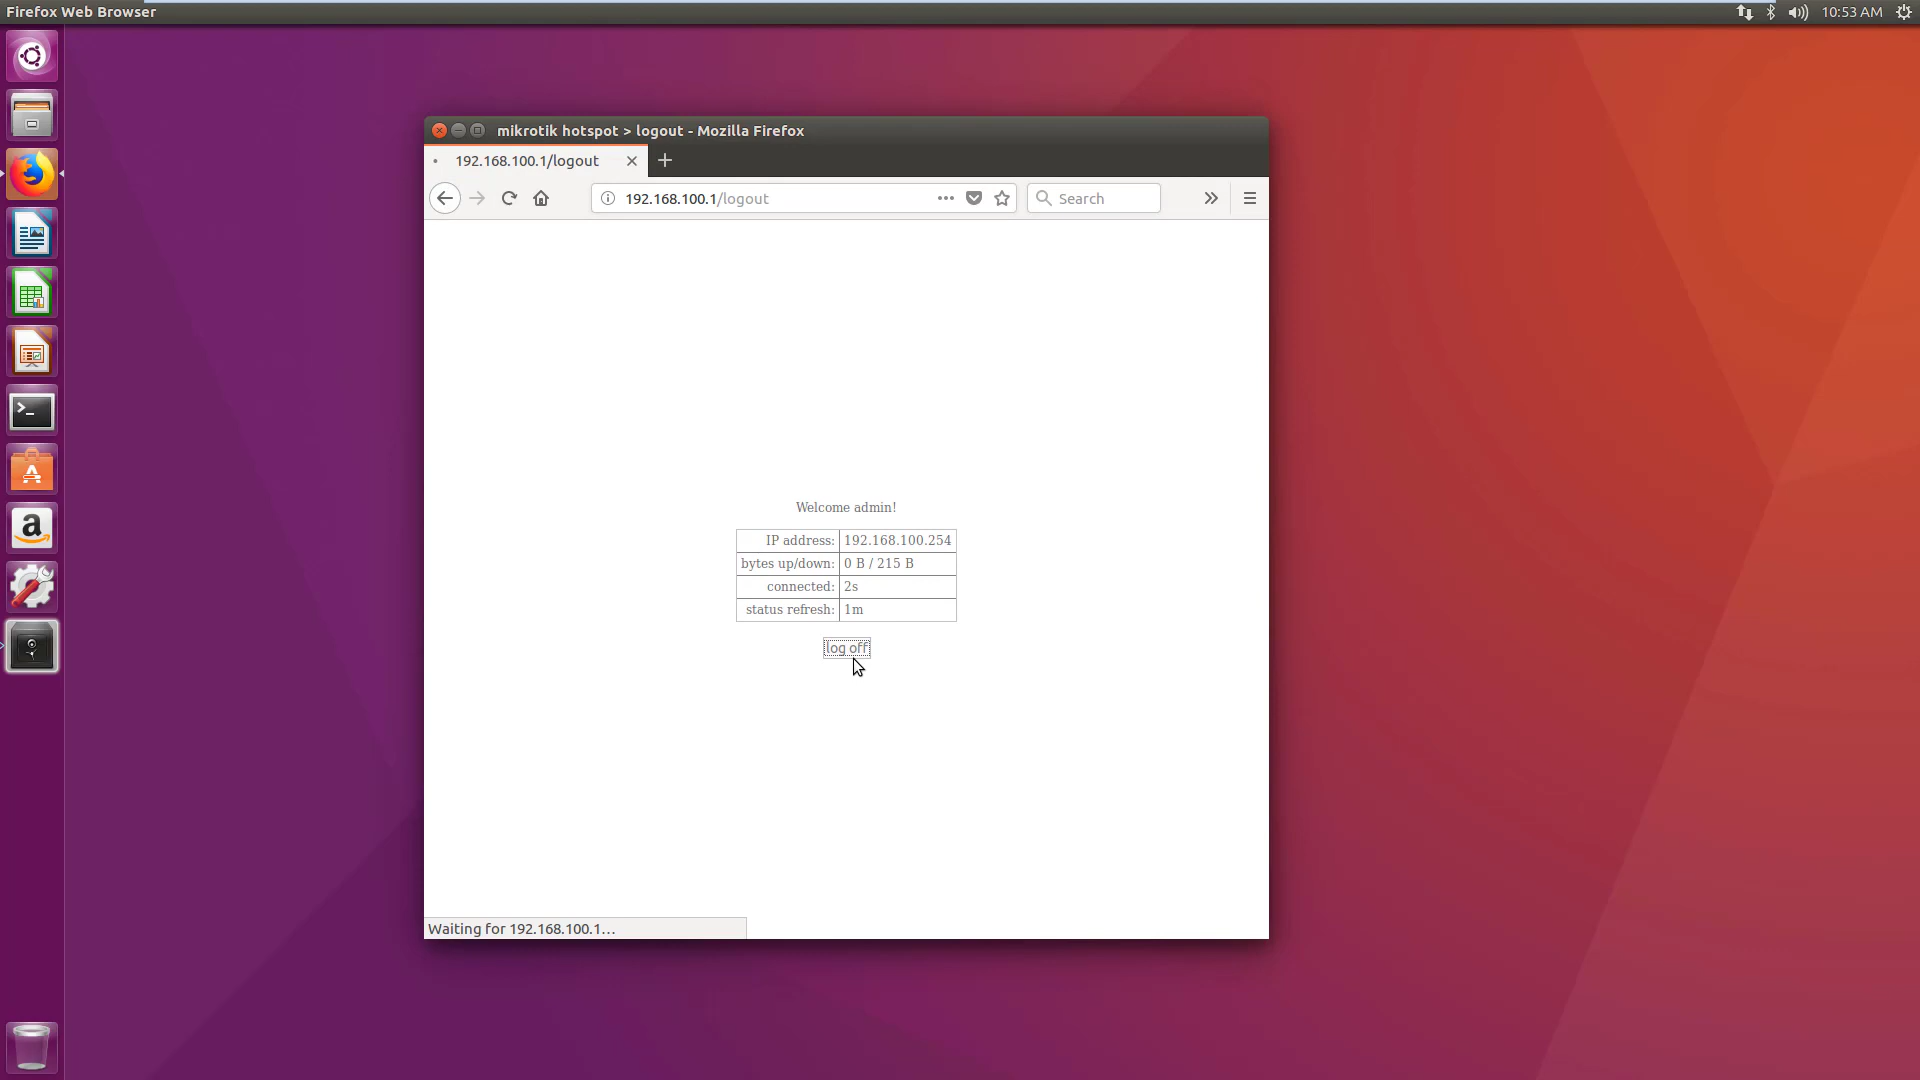 Firefox Web Browser
10:53 AM
mikrotik hotspot > logout - Mozilla Firefox
192.168.100.1/logout
192.168.100.1/logout
Search
Welcome admin!
IP address: 192.168.100.254
bytes up/down: 0 B / 215 B
connected: 2s
status refresh: 1m
log off
Waiting for 192.168.100.1…